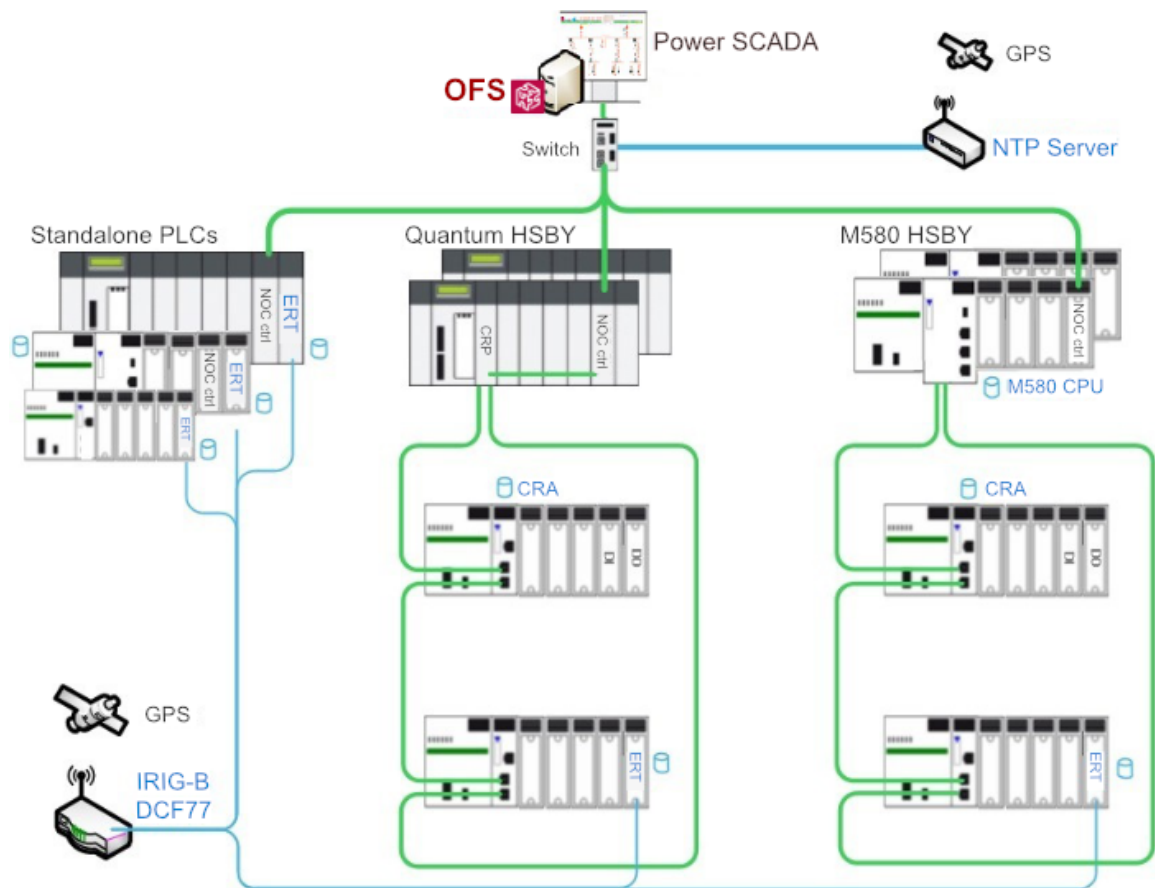 Power SCADA
GPS
OFS
Switch
NTP Server
Standalone PLCs
Quantum HSBY
M580 HSBY
NOC ctrl
ERT
NOC ctrl
ERT
ERT
CRP
NOC ctrl
NOC ctrl
M580 CPU
CRA
CRA
DI
DO
DI
DO
GPS
IRIG-B
DCF77
ERT
ERT